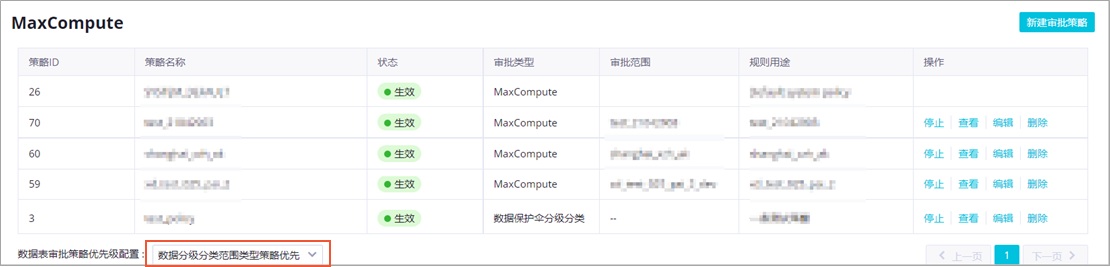 MaxCompute
新建审批策略
策略ID 策略名称 状态 审批类型 审批范围 规则用途 操作
26 生效 MaxCompute
70 生效 MaxCompute 停止 查看 编辑 删除
60 生效 MaxCompute 停止 查看 编辑 删除
59 生效 MaxCompute 停止 查看 编辑 删除
3 生效 数据保护伞分级分类 -- 停止 查看 编辑 删除
数据表审批策略优先级配置： 数据分级分类范围类型策略优先 上一页 1 下一页